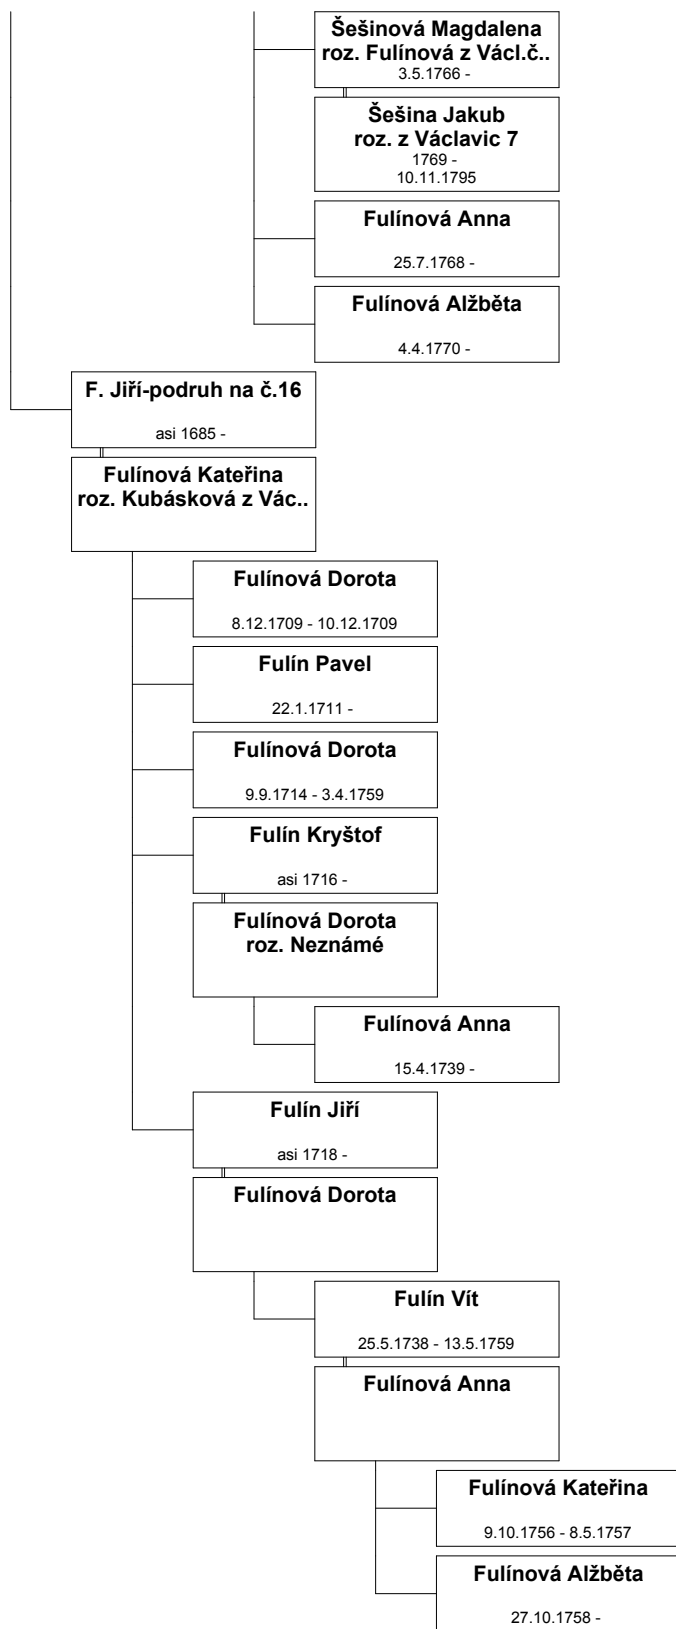 Šešinová Magdalena
roz. Fulínová z Václ.č..
3.5.1766 -
Šešina Jakub
roz. z Václavic 7
1769 -
10.11.1795
Fulínová Anna
25.7.1768 -
Fulínová Alžběta
4.4.1770 -
F. Jiří-podruh na č.16
asi 1685 -
Fulínová Kateřina
roz. Kubásková z Vác..
Fulínová Dorota
8.12.1709 - 10.12.1709
Fulín Pavel
22.1.1711 -
Fulínová Dorota
9.9.1714 - 3.4.1759
Fulín Kryštof
asi 1716 -
Fulínová Dorota
roz. Neznámé
Fulínová Anna
15.4.1739 -
Fulín Jiří
asi 1718 -
Fulínová Dorota
Fulín Vít
25.5.1738 - 13.5.1759
Fulínová Anna
Fulínová Kateřina
9.10.1756 - 8.5.1757
Fulínová Alžběta
27.10.1758 -